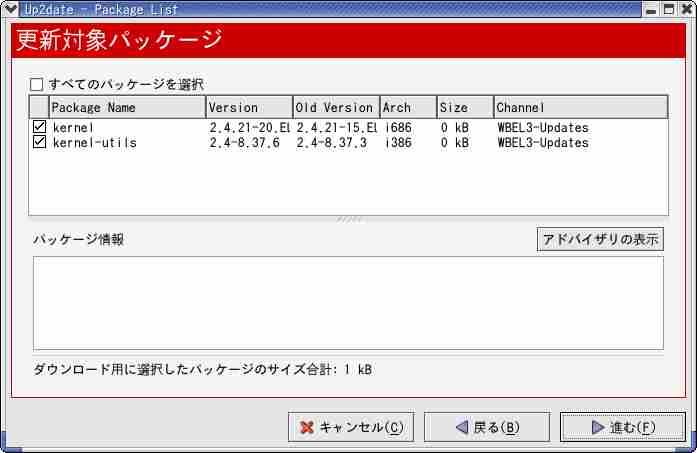 Up2date - Package List
更新対象パッケージ
すべてのパッケージを選択
Package Name Version Old Version Arch Size Channel
kernel 2.4.21-20.EL 2.4.21-15.EL i686 0 kB WBEL3-Updates
kernel-utils 2.4-8.37.6 2.4-8.37.3 i386 0 kB WBEL3-Updates
パッケージ情報 アドバイザリの表示
ダウンロード用に選択したパッケージのサイズ合計: 1 kB
キャンセル(C) 戻る(B) 進む(F)